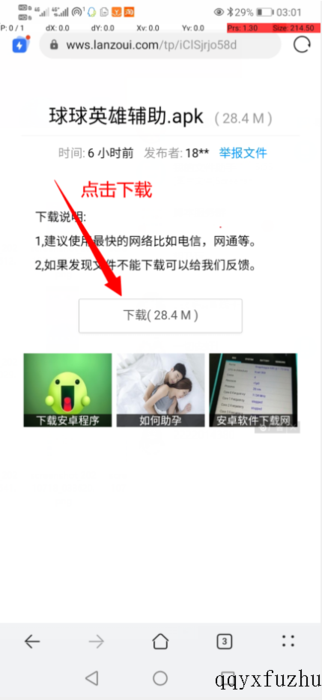 29% 03:01
P: 0 / 1 dX: 0.0 dY: 0.0 Xv: 0.0 Yv: 0.0 Prs: 1.30 Size: 214.50
wws.lanzoui.com/tp/iClSjrjo58d
球球英雄辅助.apk ( 28.4 M )
时间: 6 小时前 发布者: 18** 举报文件
点击下载
下载说明:
1,建议使用最快的网络比如电信，网通等。
2,如果发现文件不能下载可以给我们反馈。
下载( 28.4 M )
下载安卓程序 如何助孕 安卓软件下载网
3
qqyxfuzhu